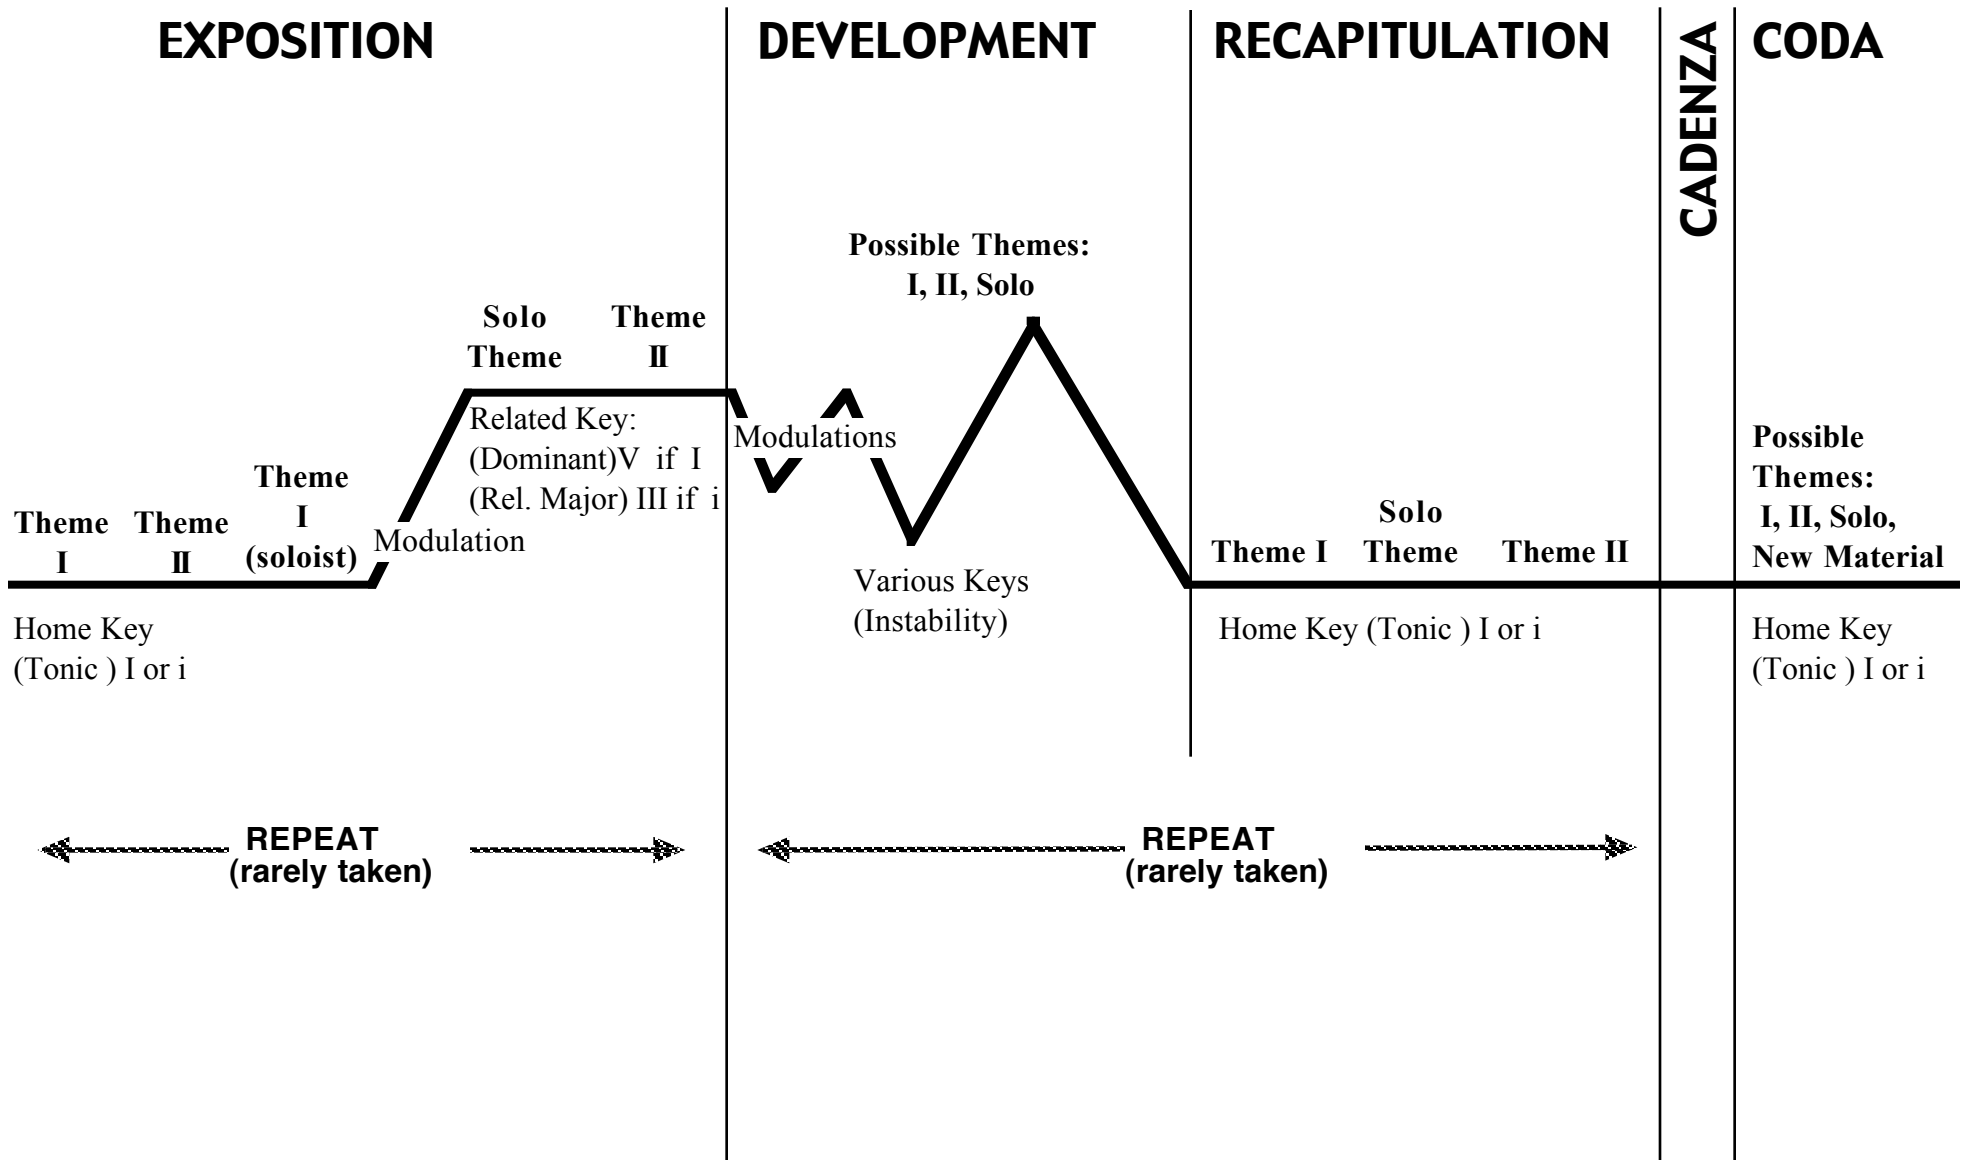 EXPOSITION
DEVELOPMENT
RECAPITULATION
CADENZA
CODA
Theme
I
Theme
II
Theme
I
(soloist)
Modulation
Home Key
(Tonic ) I or i
Solo
Theme
Theme
II
Related Key:
(Dominant)V if I
(Rel. Major) III if i
Modulations
Possible Themes:
I, II, Solo
Various Keys
(Instability)
Theme I
Solo
Theme
Theme II
Home Key (Tonic ) I or i
Possible
Themes:
I, II, Solo,
New Material
Home Key
(Tonic ) I or i
REPEAT
(rarely taken)
REPEAT
(rarely taken)